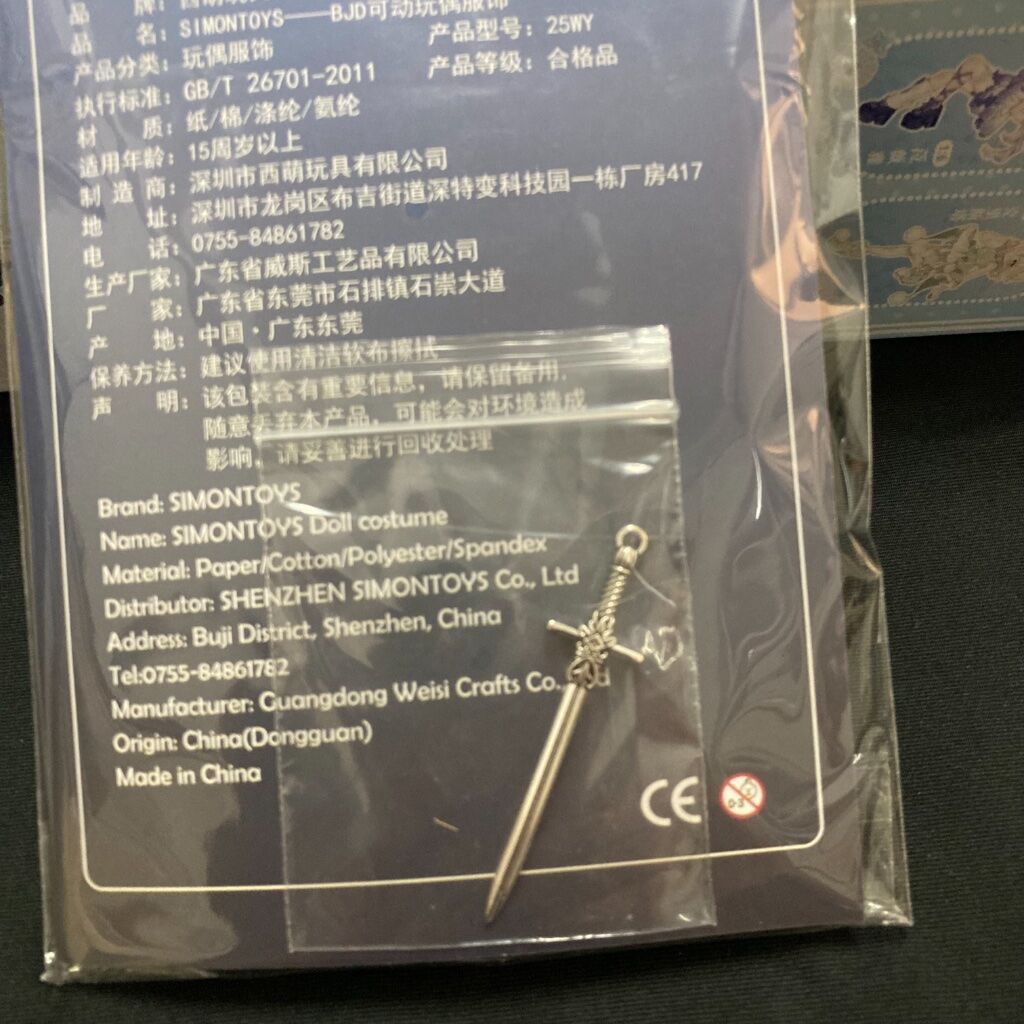 品 牌：西萌玩
品 名：SIMONTOYS——BJD可动玩偶服饰
产品分类：玩偶服饰 产品型号：25WY
执行标准：GB/T 26701-2011 产品等级：合格品
材 质：纸/棉/涤纶/氨纶
适用年龄：15周岁以上
制 造 商：深圳市西萌玩具有限公司
地 址：深圳市龙岗区布吉街道深特变科技园一栋厂房417
电 话：0755-84861782
生产厂家：广东省威斯工艺品有限公司
厂 家：广东省东莞市石排镇石崇大道
产 地：中国·广东东莞
保养方法：建议使用清洁软布擦拭
声 明：该包装含有重要信息，请保留备用，
随意丢弃本产品，可能会对环境造成
影响，请妥善进行回收处理
Brand: SIMONTOYS
Name: SIMONTOYS Doll costume
Material: Paper/Cotton/Polyester/Spandex
Distributor: SHENZHEN SIMONTOYS Co., Ltd
Address: Buji District, Shenzhen, China
Tel:0755-84861782
Manufacturer: Guangdong Weisi Crafts Co., Ltd
Origin: China(Dongguan)
Made in China
CE
0-3